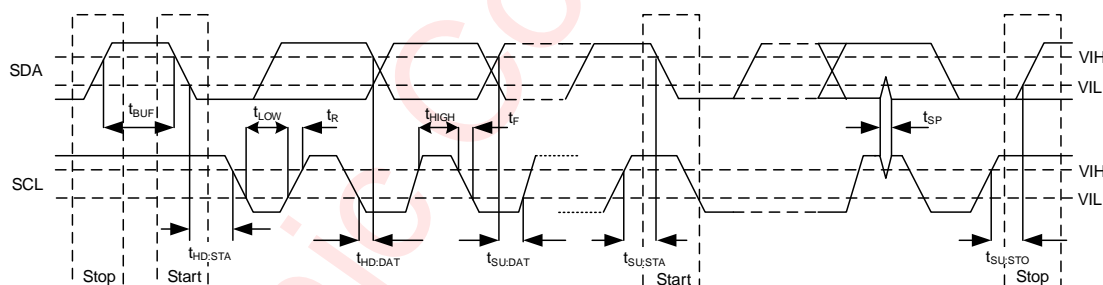 SDA
VIH
VIL
tBUF
tLOW
tR
tHIGH
tF
tSP
SCL
VIH
VIL
tHD:STA
tHD:DAT
tSU:DAT
tSU:STA
tSU:STO
Stop
Start
Start
Stop